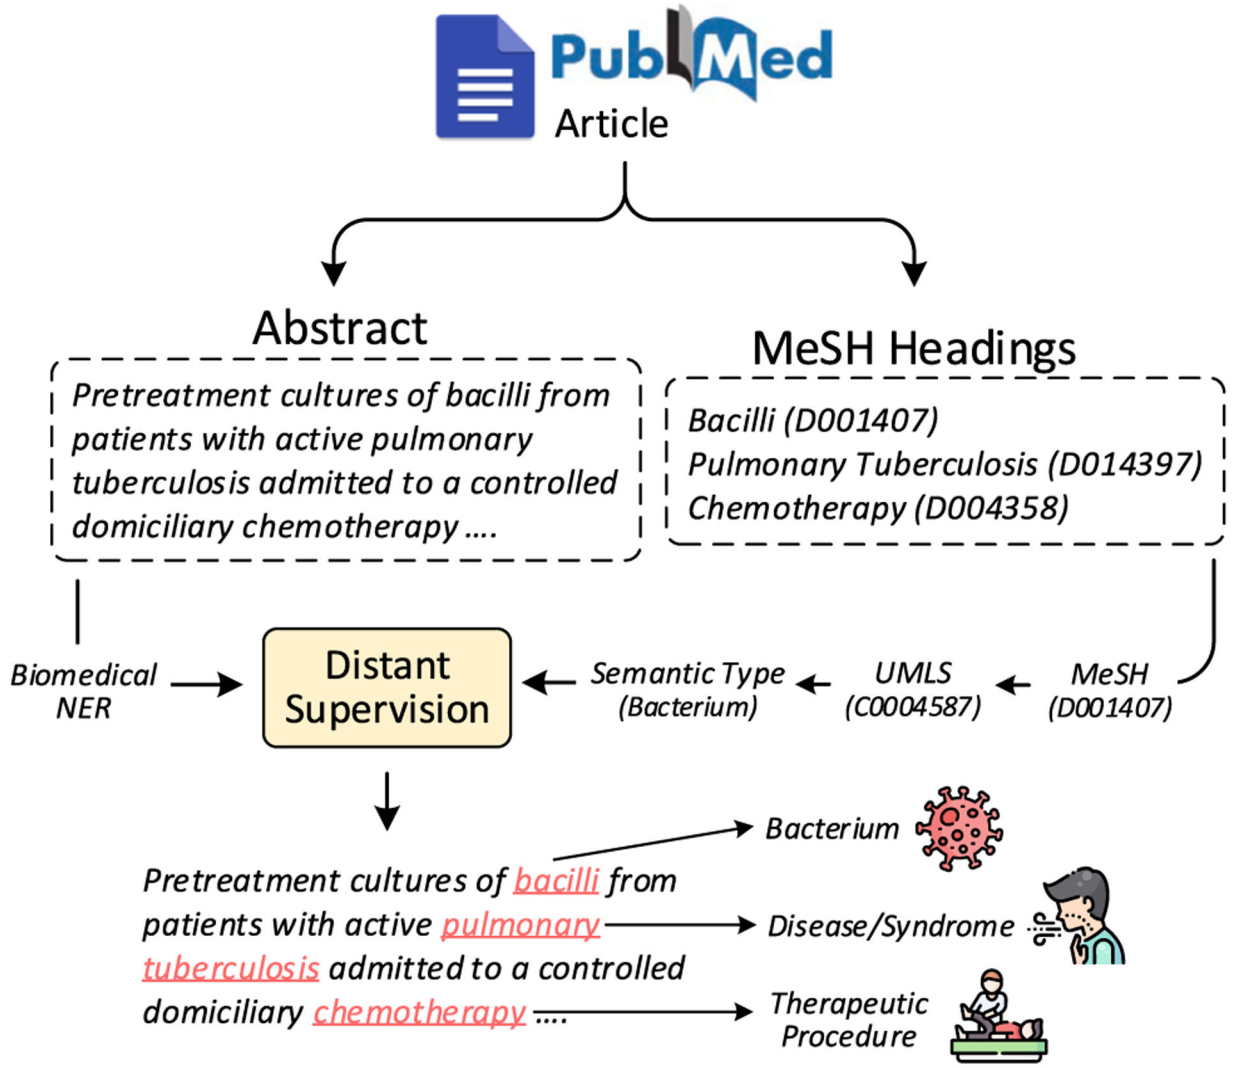 PubMed
Article
Abstract
Pretreatment cultures of bacilli from
patients with active pulmonary
tuberculosis admitted to a controlled
domiciliary chemotherapy ....
MeSH Headings
Bacilli (D001407)
Pulmonary Tuberculosis (D014397)
Chemotherapy (D004358)
Biomedical
NER
Distant
Supervision
Semantic Type
(Bacterium)
UMLS
(C0004587)
MeSH
(D001407)
Pretreatment cultures of bacilli from
patients with active pulmonary
tuberculosis admitted to a controlled
domiciliary chemotherapy ....
Bacterium
Disease/Syndrome
Therapeutic
Procedure